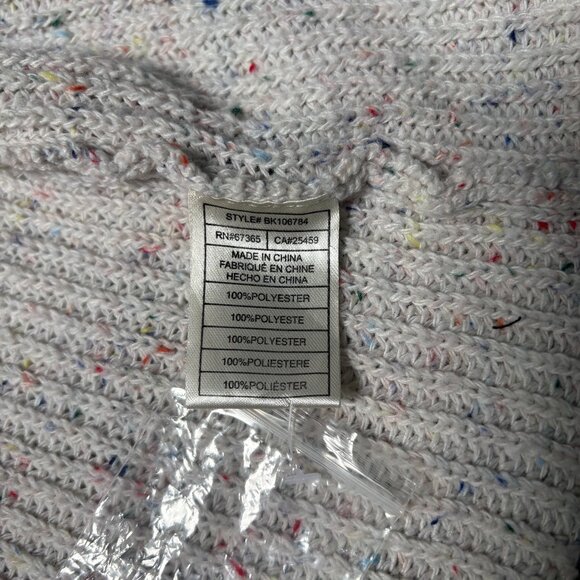 STYLE# BK106784
RN#67365 CA#25459
MADE IN CHINA
FABRIQUÉ EN CHINE
HECHO EN CHINA
100%POLYESTER
100%POLYESTE
100%POLYESTER
100%POLIESTERE
100%POLIÉSTER